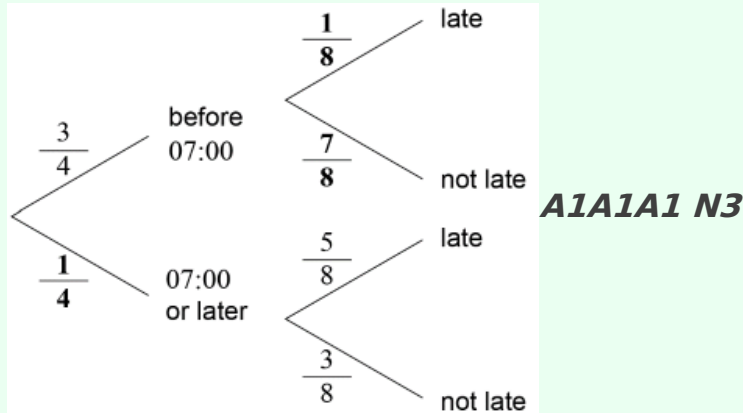 1/8
late
before
07:00
3/4
7/8
not late
A1A1A1 N3
1/4
07:00
or later
5/8
late
3/8
not late